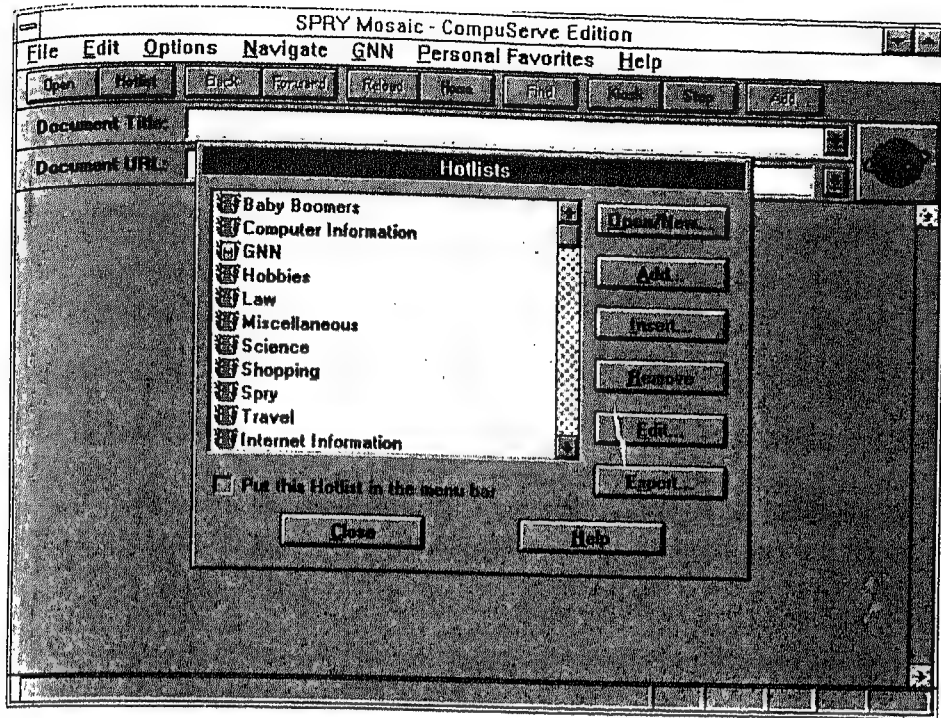 SPRY Mosaic - CompuServe Edition
File Edit Options Navigate GNN Personal Favorites Help
Open Hotlist Back Forward Reload Home Find Kiosk Stop Add
Document Title:
Document URL:
Hotlists
Baby Boomers
Computer Information
GNN
Hobbies
Law
Miscellaneous
Science
Shopping
Spry
Travel
Internet Information
Open/New...
Add...
Insert...
Remove
Edit...
Export...
Put this Hotlist in the menu bar
Close Help